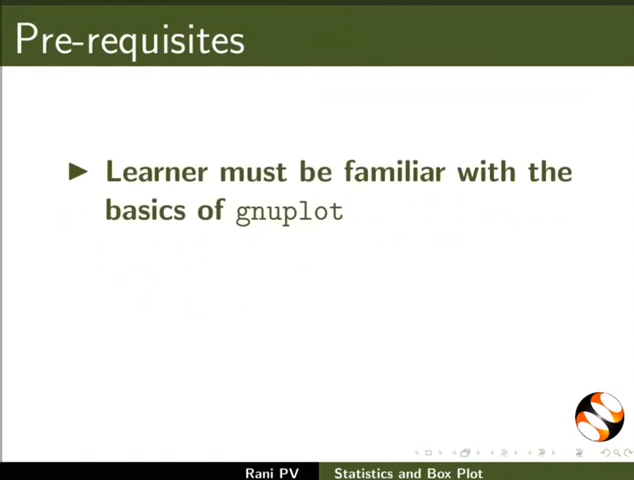 Pre-requisites
Learner must be familiar with the
basics of gnuplot
Rani PV
Statistics and Box Plot